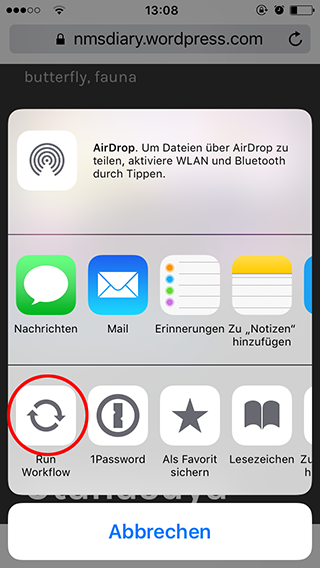 13:08
nmsdiary.wordpress.com
butterfly, fauna
AirDrop. Um Dateien über AirDrop zu
teilen, aktiviere WLAN und Bluetooth
durch Tippen.
Nachrichten
Mail
Erinnerungen
Zu „Notizen“
hinzufügen
Run
Workflow
1Password
Als Favorit
sichern
Lesezeichen
Abbrechen